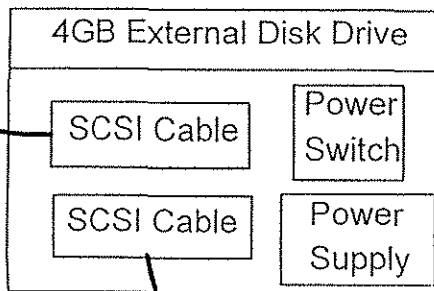 4GB External Disk Drive
SCSI Cable
Power
Switch
SCSI Cable
Power
Supply